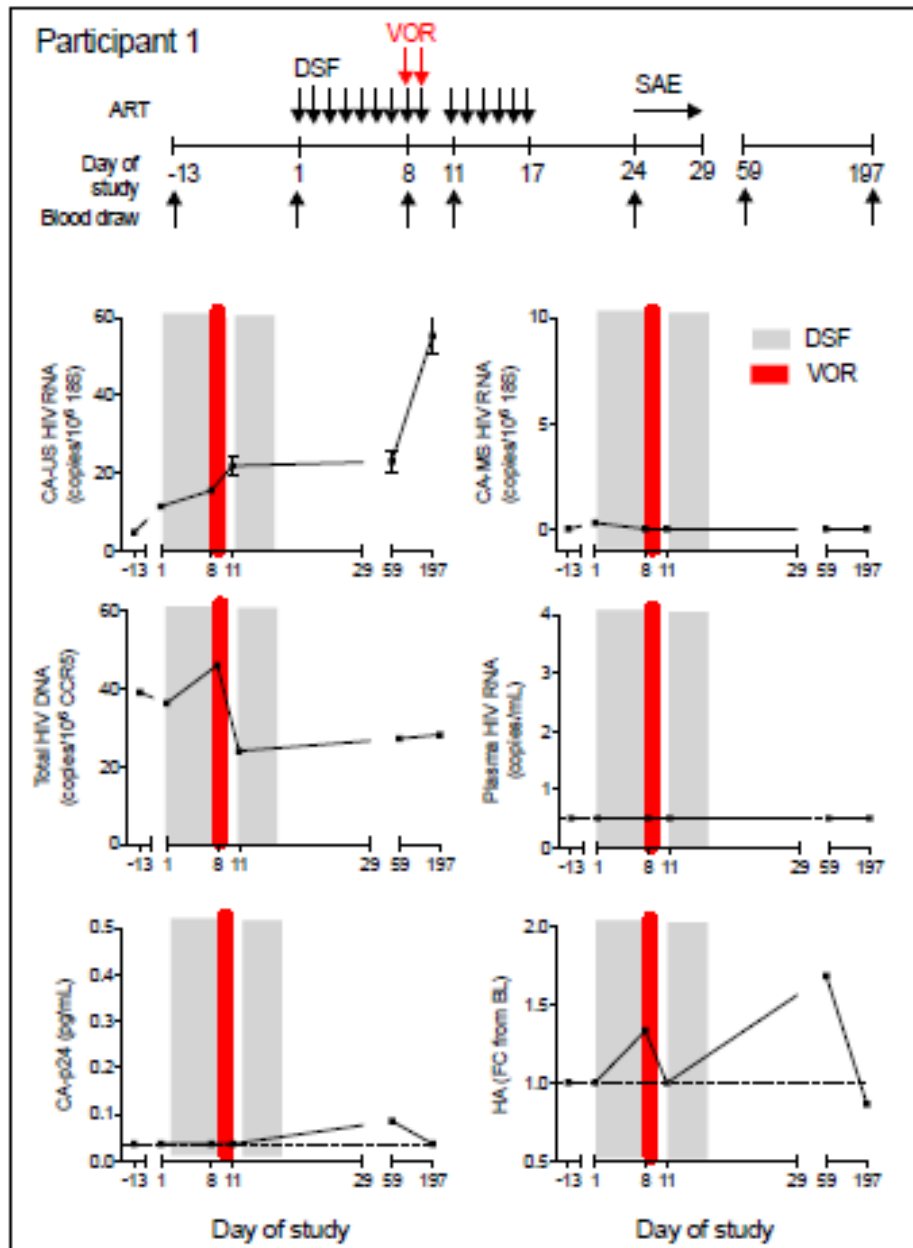 Participant 1
VOR
DSF
SAE
ART
Day of study
-13 1 8 11 17 24 29 59 197
Blood draw
CA-US HIV RNA
(copies/10⁶ 18S)
60
40
20
0
-13 1 8 11 29 59 197
CA-MS HIV RNA
(copies/10⁶ 18S)
10
5
0
-13 1 8 11 29 59 197
DSF
VOR
Total HIV DNA
(copies/10⁶ CCR5)
60
40
20
0
-13 1 8 11 29 59 197
Plasma HIV RNA
(copies/mL)
4
3
2
1
0
-13 1 8 11 29 59 197
CA-p24 (pg/mL)
0.5
0.4
0.3
0.2
0.1
0.0
-13 1 8 11 29 59 197
Day of study
HA (FC from BL)
2.0
1.5
1.0
0.5
-13 1 8 11 29 59 197
Day of study